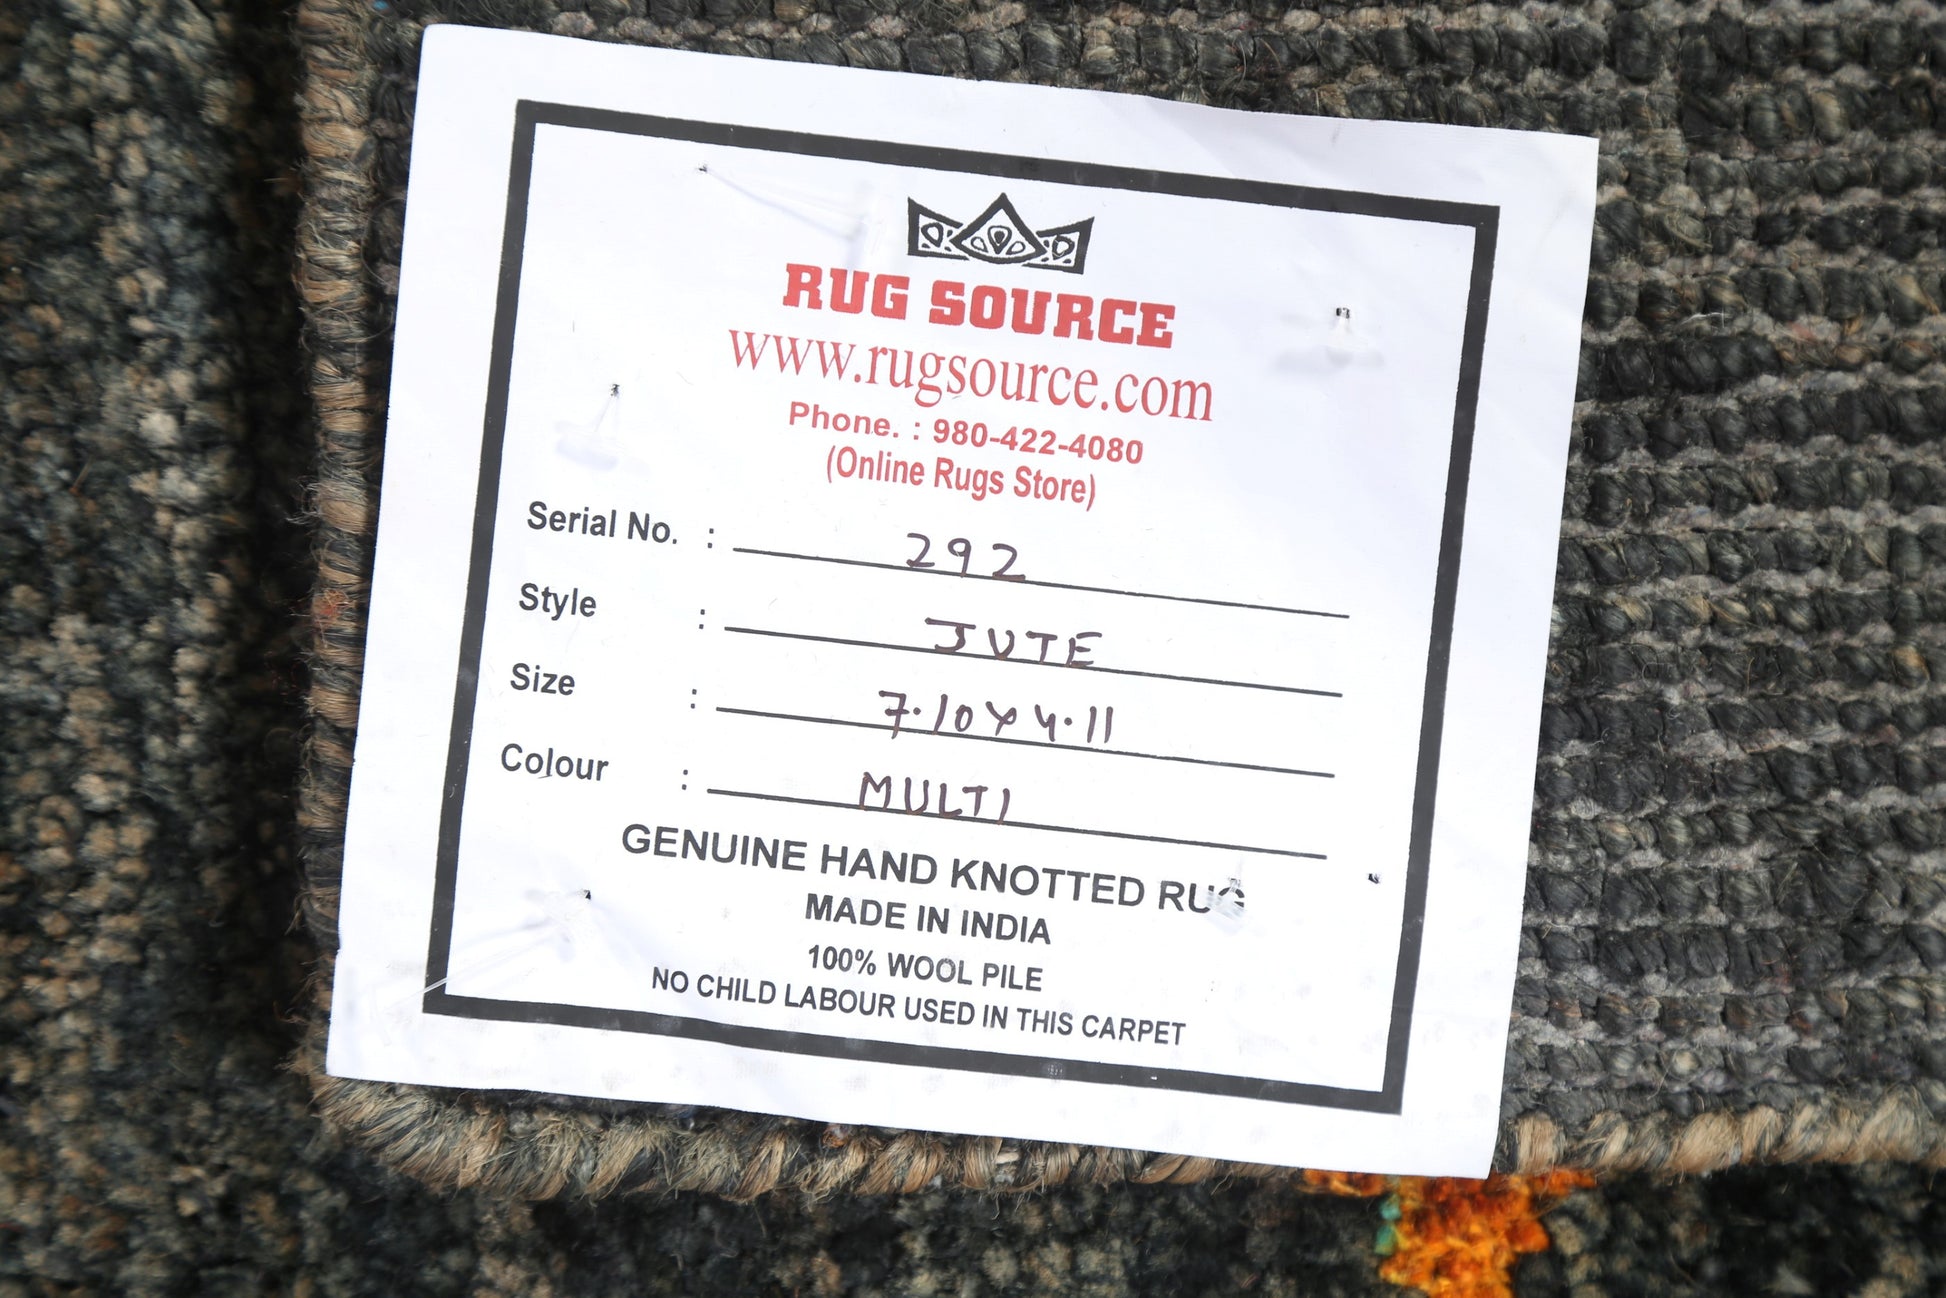 RUG SOURCE
www.rugsource.com
Phone. : 980-422-4080
(Online Rugs Store)
Serial No. : 292
Style : JUTE
Size : 7.10 x 4.11
Colour : MULTI
GENUINE HAND KNOTTED RUG
MADE IN INDIA
100% WOOL PILE
NO CHILD LABOUR USED IN THIS CARPET